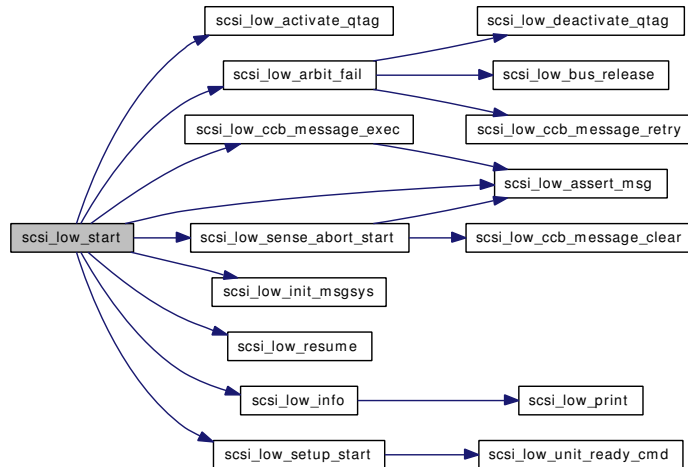 scsi_low_activate_qtag
scsi_low_deactivate_qtag
scsi_low_arbit_fail
scsi_low_bus_release
scsi_low_ccb_message_exec
scsi_low_ccb_message_retry
scsi_low_assert_msg
scsi_low_start
scsi_low_sense_abort_start
scsi_low_ccb_message_clear
scsi_low_init_msgsys
scsi_low_resume
scsi_low_info
scsi_low_print
scsi_low_setup_start
scsi_low_unit_ready_cmd